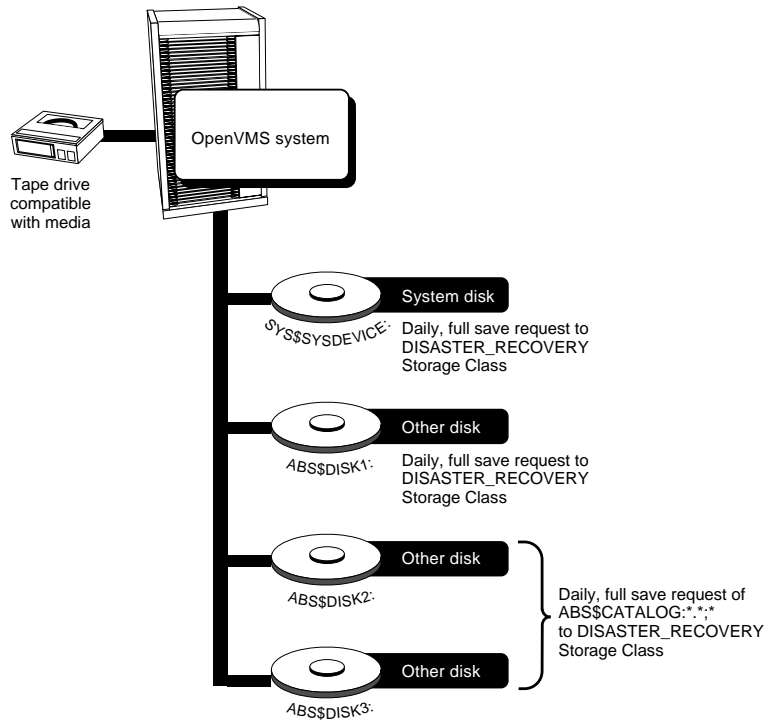 OpenVMS system
Tape drive
compatible
with media
System disk
SYS$SYSDEVICE:
Daily, full save request to
DISASTER_RECOVERY
Storage Class
Other disk
ABS$DISK1:
Daily, full save request to
DISASTER_RECOVERY
Storage Class
Other disk
ABS$DISK2:
Daily, full save request of
ABS$CATALOG:*.*;*
to DISASTER_RECOVERY
Storage Class
Other disk
ABS$DISK3: